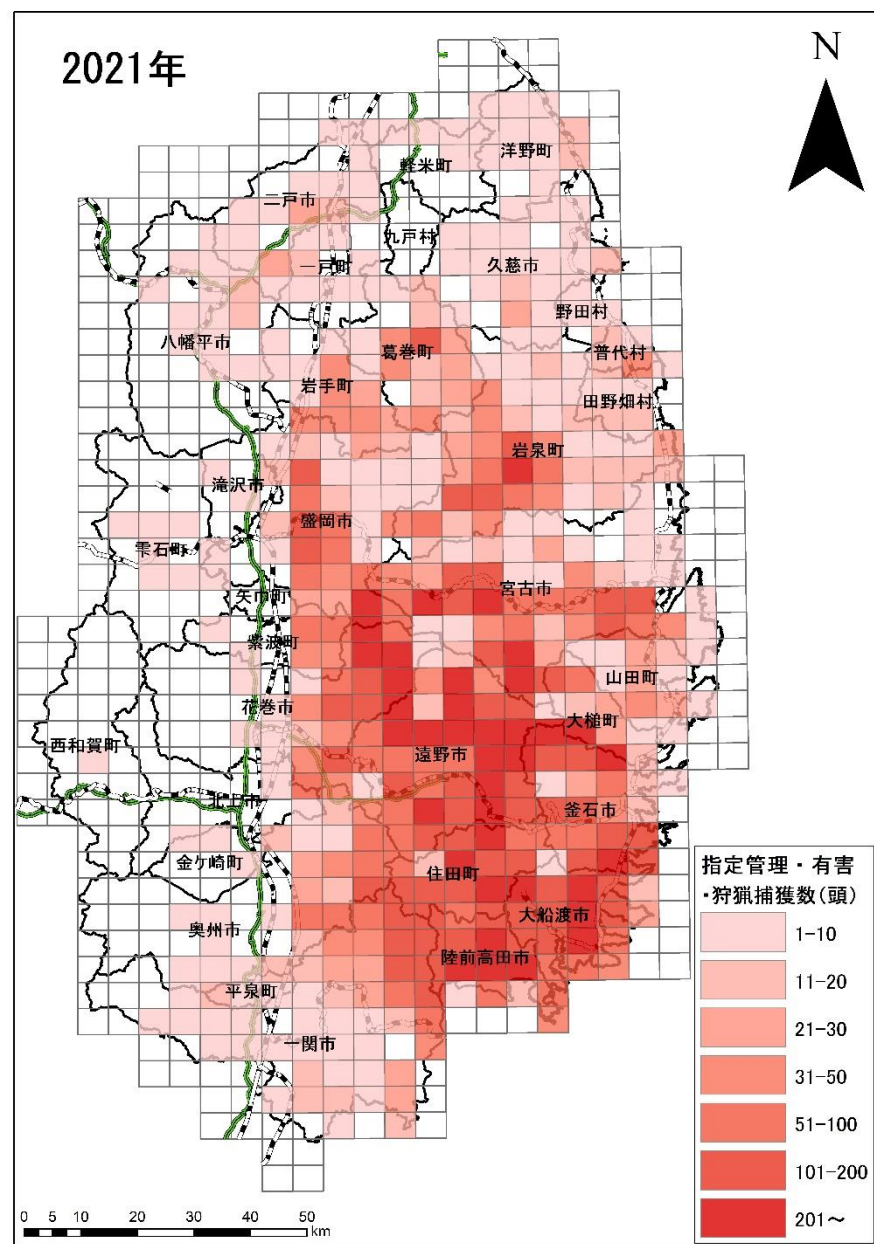 2021年
N
洋野町
軽米町
二戸市
九戸村
一戸町
久慈市
野田村
八幡平市
葛巻町
普代村
岩手町
田野畑村
岩泉町
滝沢市
盛岡市
雫石町
宮古市
矢巾町
紫波町
山田町
花巻市
大槌町
西和賀町
遠野市
北上市
釜石市
金ケ崎町
住田町
奥州市
大船渡市
陸前高田市
平泉町
一関市
指定管理・有害
・狩猟捕獲数(頭)
1-10
11-20
21-30
31-50
51-100
101-200
201~
0 5 10 20 30 40 50
km